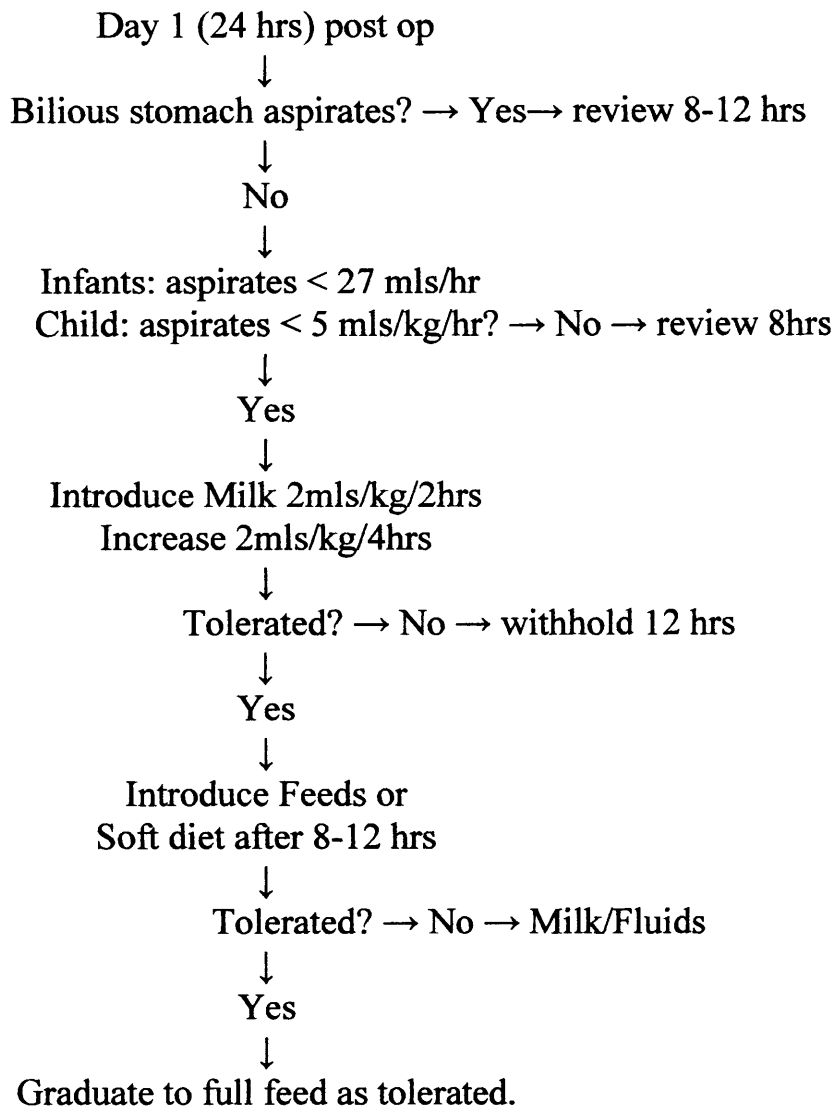 Day 1 (24 hrs) post op
↓
Bilious stomach aspirates? → Yes→ review 8-12 hrs
↓
No
↓
Infants: aspirates < 27 mls/hr
Child: aspirates < 5 mls/kg/hr? → No → review 8hrs
↓
Yes
↓
Introduce Milk 2mls/kg/2hrs
Increase 2mls/kg/4hrs
↓
Tolerated? → No → withhold 12 hrs
↓
Yes
↓
Introduce Feeds or
Soft diet after 8-12 hrs
↓
Tolerated? → No → Milk/Fluids
↓
Yes
↓
Graduate to full feed as tolerated.